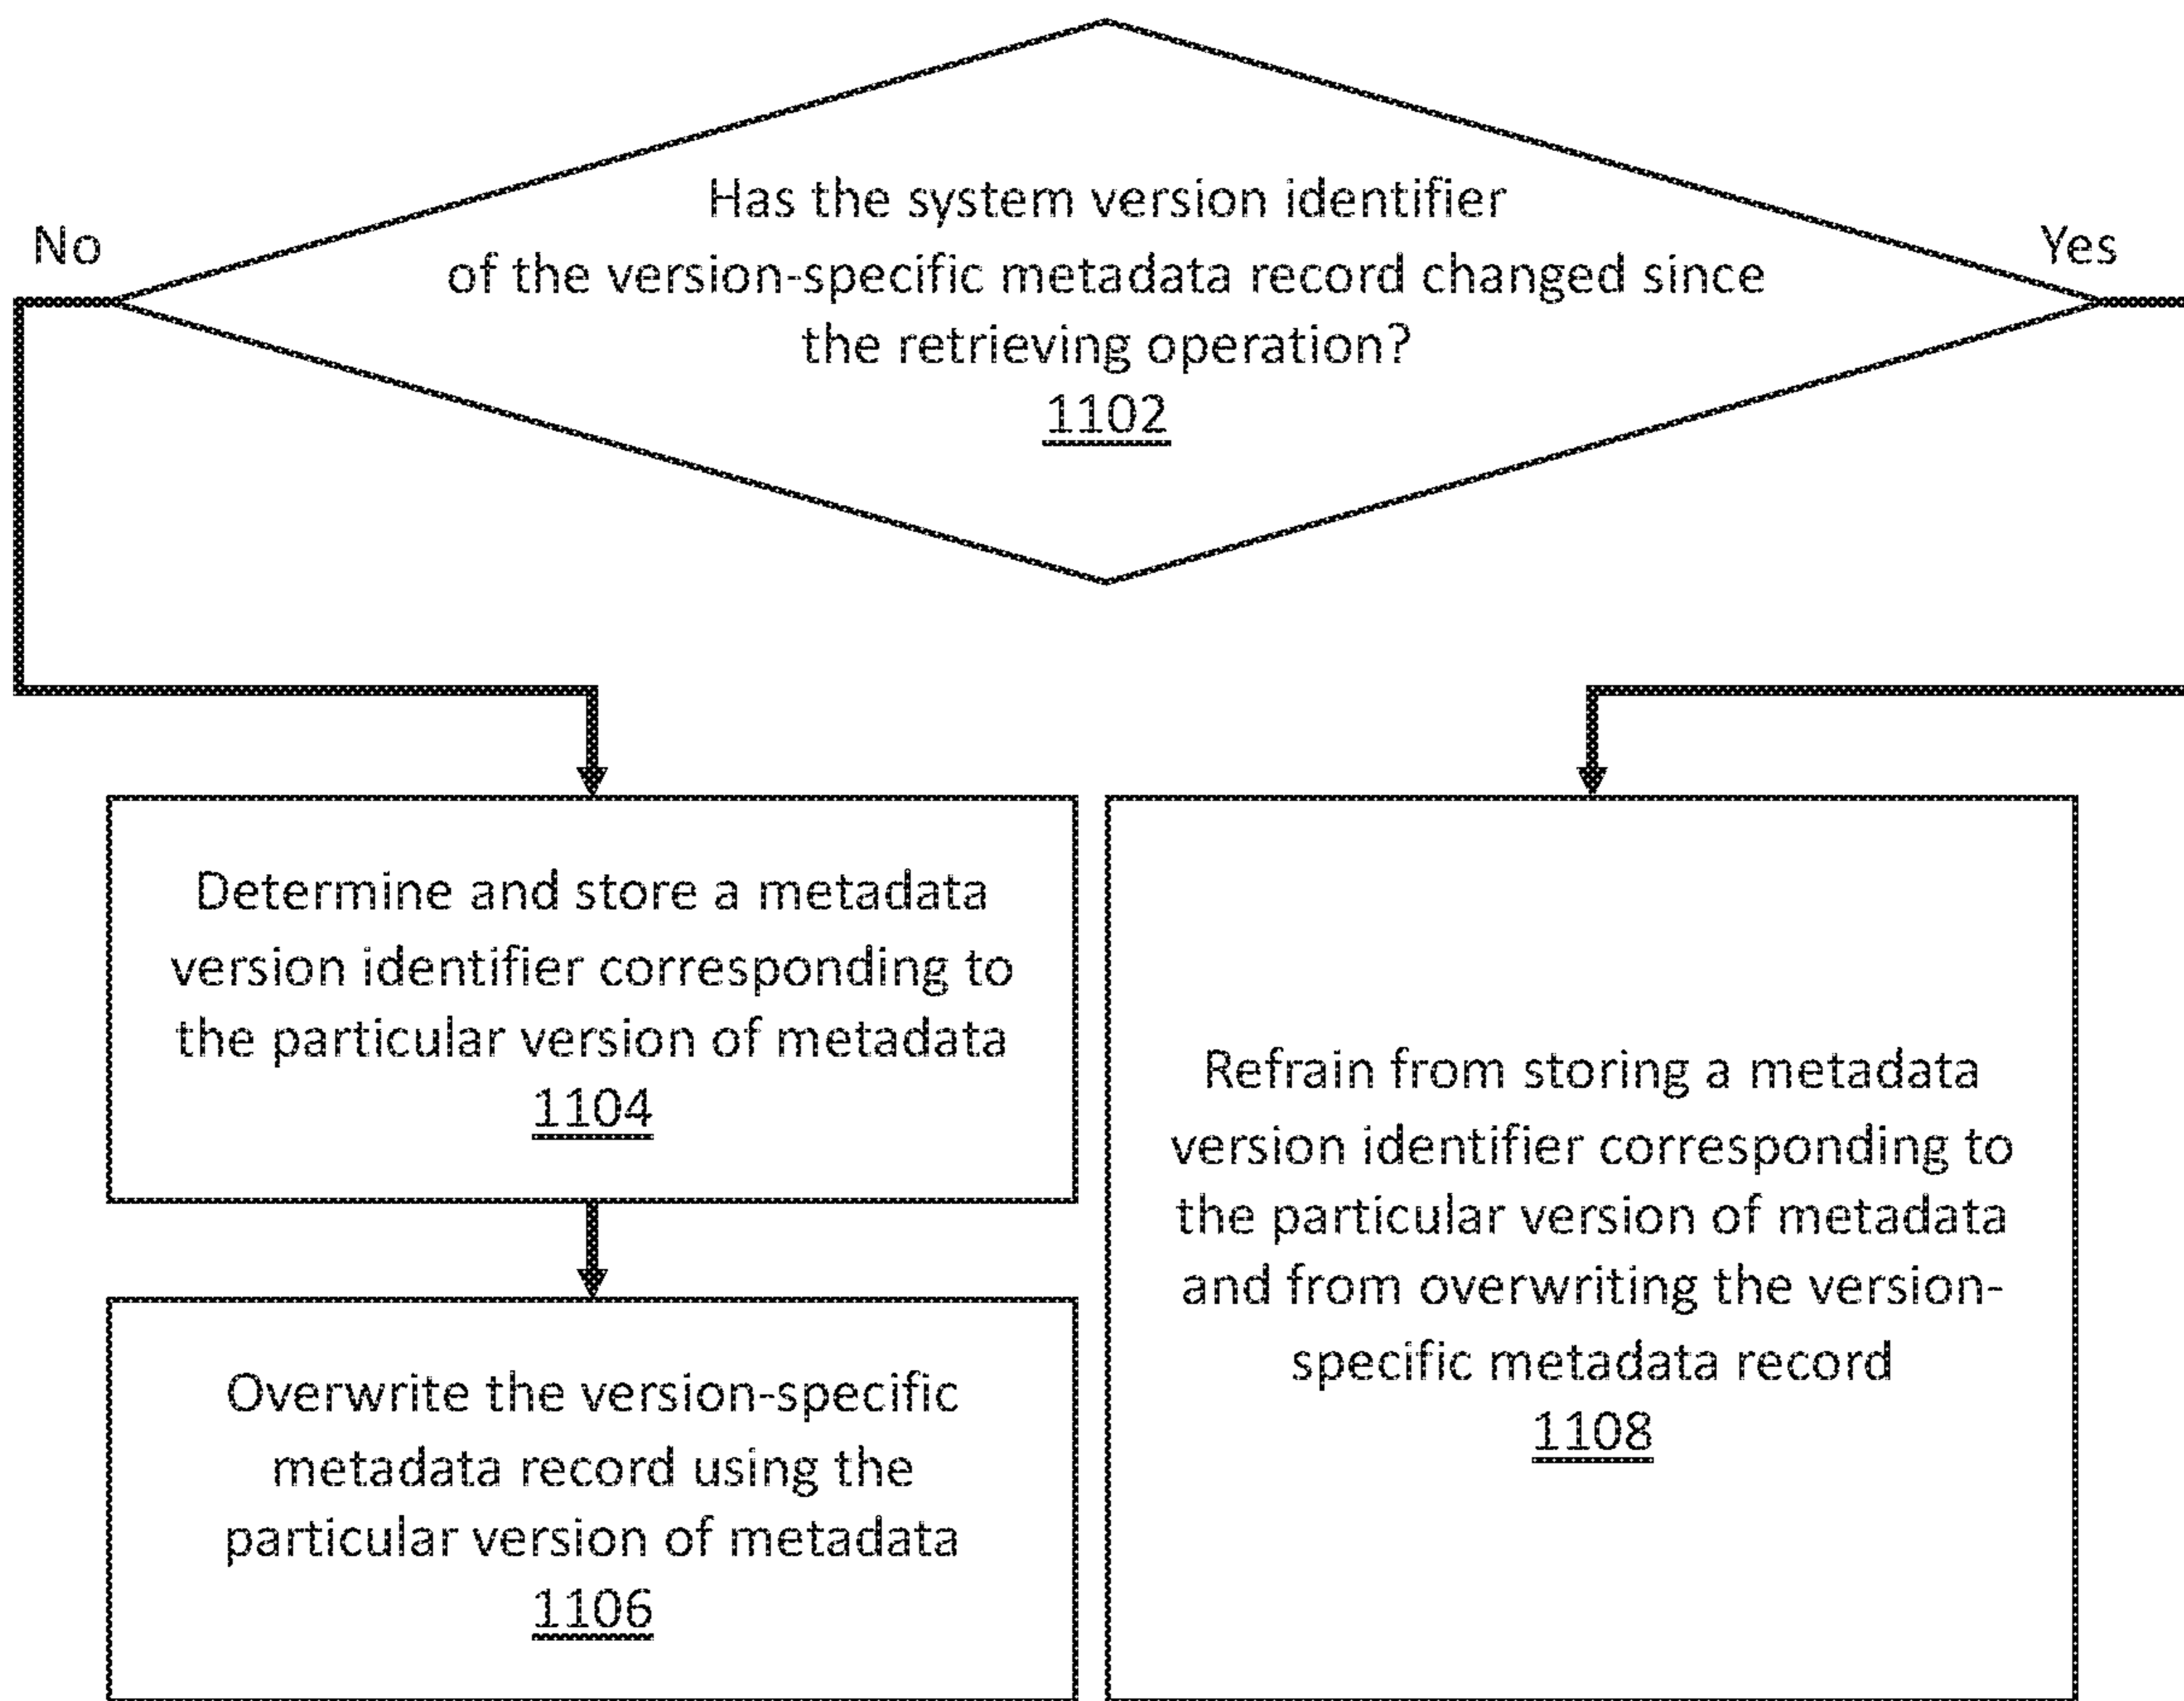 Has the system version identifier
of the version-specific metadata record changed since
the retrieving operation?
1102
No
Yes
Determine and store a metadata
version identifier corresponding to
the particular version of metadata
1104
Overwrite the version-specific
metadata record using the
particular version of metadata
1106
Refrain from storing a metadata
version identifier corresponding to
the particular version of metadata
and from overwriting the version-
specific metadata record
1108